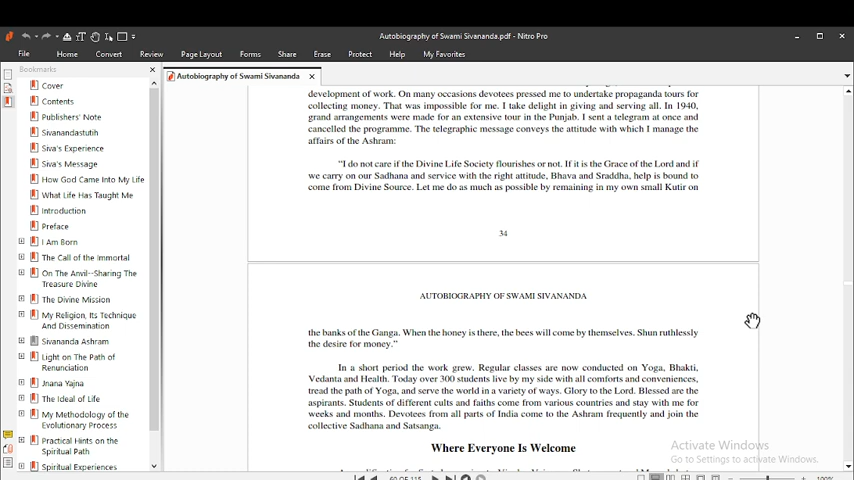 Autobiography of Swami Sivananda.pdf - Nitro Pro
File Home Convert Review Page Layout Forms Share Erase Protect Help My Favorites
Bookmarks
Autobiography of Swami Sivananda
Cover
Contents
Publishers' Note
Sivanandastuti
Siva's Experience
Siva's Message
How God Came Into My Life
What Life Has Taught Me
Introduction
Preface
I Am Born
The Call of the Immortal
On The Anvil--Sharing The
Treasure Divine
The Divine Mission
My Religion, Its Technique
And Dissemination
Sivananda Ashram
Light on The Path of
Renunciation
Jnana Yajna
The Ideal of Life
My Methodology of the
Evolutionary Process
Practical Hints on the
Spiritual Path
Spiritual Experiences
development of work. On many occasions devotees pressed me to undertake propaganda tours for
collecting money. That was impossible for me. I take delight in giving and serving all. In 1940,
grand arrangements were made for an extensive tour in the Punjab. I sent a telegram at once and
cancelled the programme. The telegraphic message conveys the attitude with which I manage the
affairs of the Ashram:
"I do not care if the Divine Life Society flourishes or not. If it is the Grace of the Lord and if
we carry on our Sadhana and service with the right attitude, Bhava and Sraddha, help is bound to
come from Divine Source. Let me do as much as possible by remaining in my own small Kutir on
34
AUTOBIOGRAPHY OF SWAMI SIVANANDA
the banks of the Ganga. When the honey is there, the bees will come by themselves. Shun ruthlessly
the desire for money."
In a short period the work grew. Regular classes are now conducted on Yoga, Bhakti,
Vedanta and Health. Today over 300 students live by my side with all comforts and conveniences,
tread the path of Yoga, and serve the world in a variety of ways. Glory to the Lord. Blessed are the
aspirants. Students of different cults and faiths come from various countries and stay with me for
weeks and months. Devotees from all parts of India come to the Ashram frequently and join the
collective Sadhana and Satsanga.
Where Everyone Is Welcome
Activate Windows
Go to Settings to activate Windows.
60 OF 115
100%